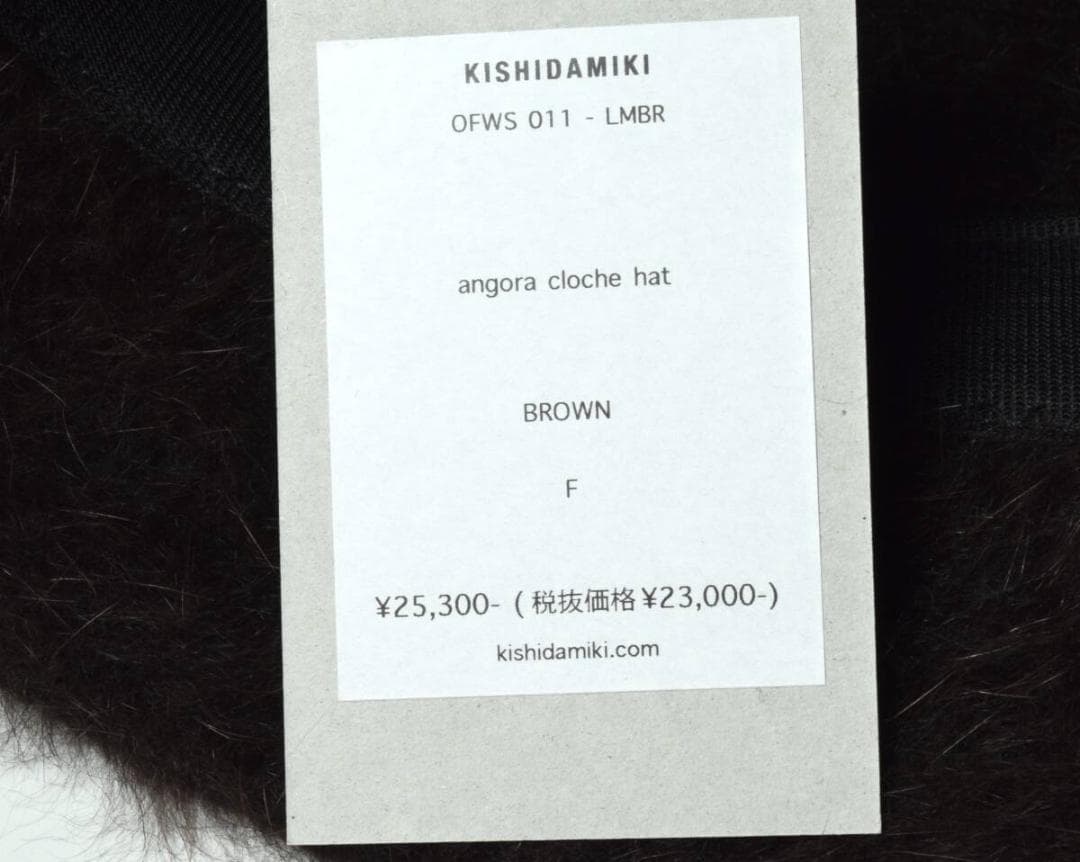 KISHIDAMIKI
OFWS 011 - LMBR
angora cloche hat
BROWN
F
¥25,300- (税抜価格¥23,000-)
kishidamiki.com